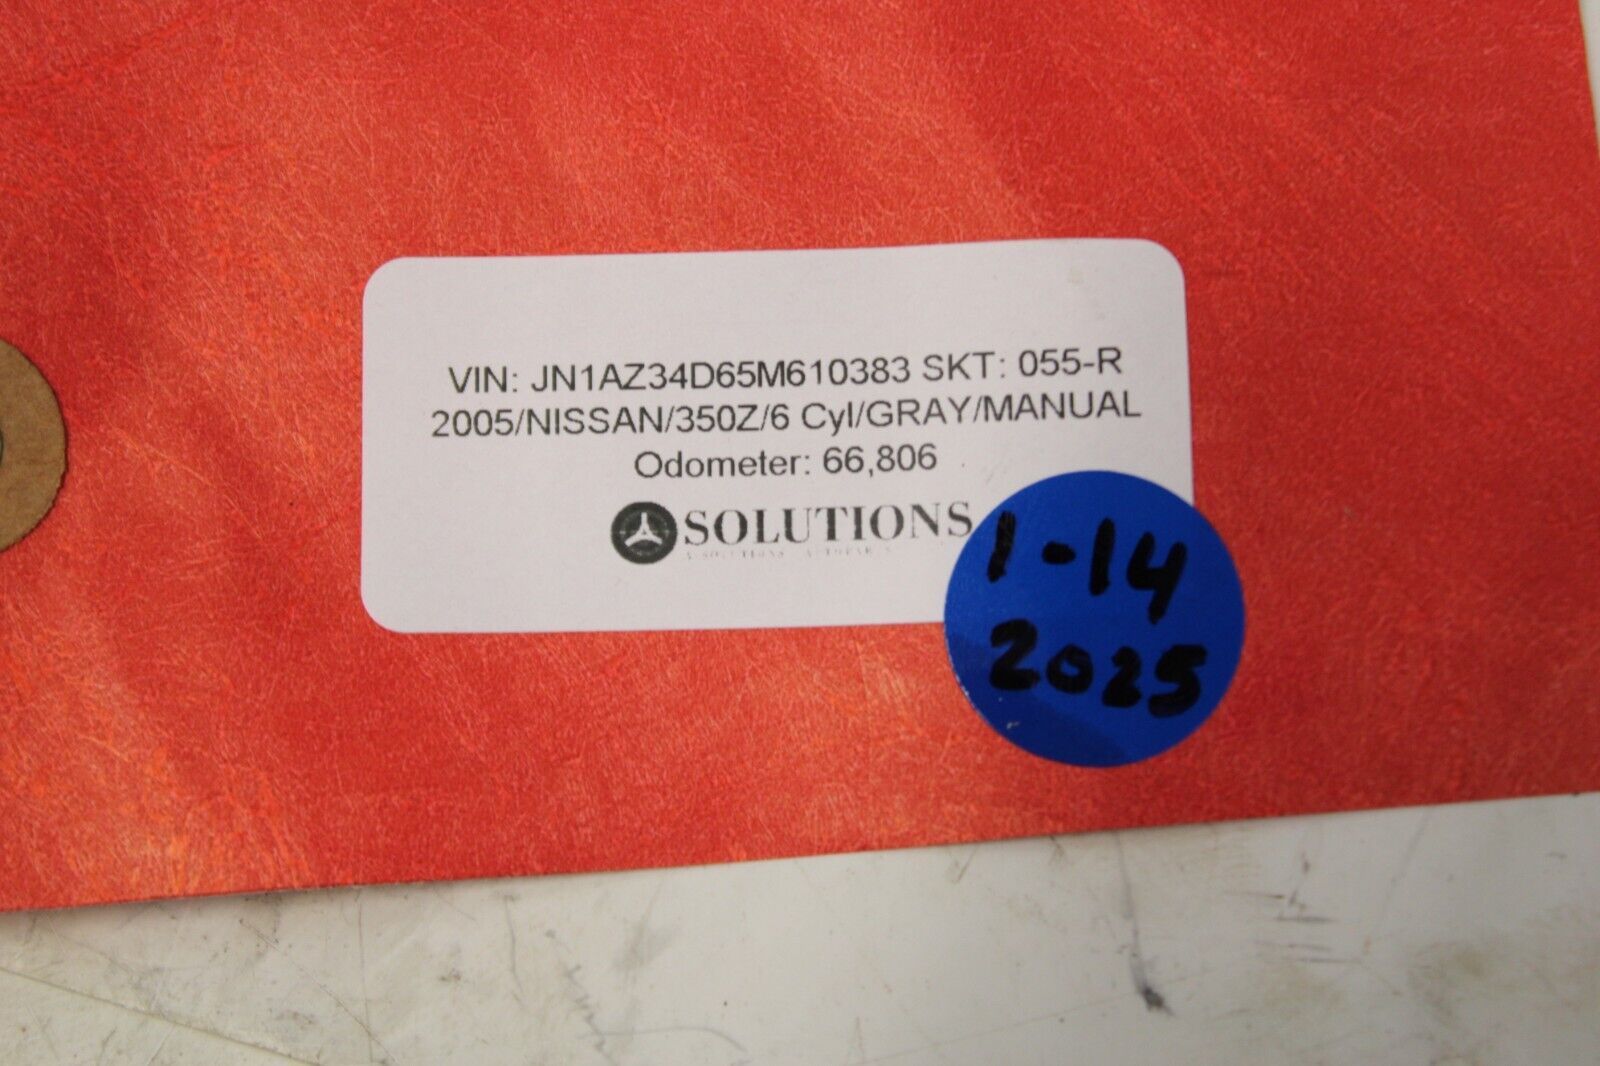 VIN: JN1AZ34D65M610383 SKT: 055-R
2005/NISSAN/350Z/6 Cyl/GRAY/MANUAL
Odometer: 66,806
SOLUTIONS
1-14
2025